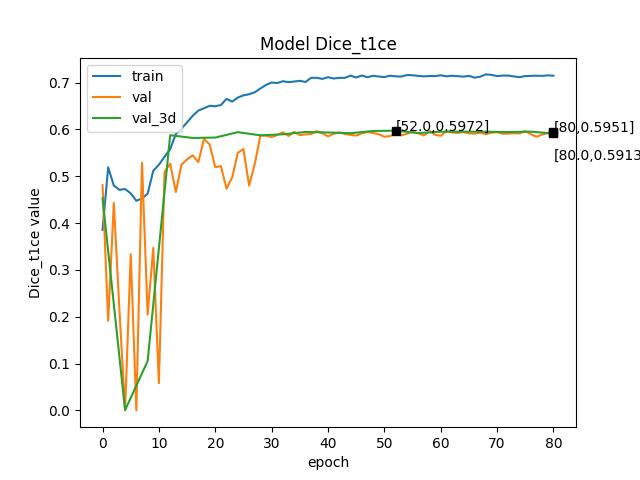 Model Dice_t1ce
train
val
val_3d
[52.0,0.5972]
[80,0.5951]
[80.0,0.5913
Dice_t1ce value
0.7
0.6
0.5
0.4
0.3
0.2
0.1
0.0
0 10 20 30 40 50 60 70 80
epoch